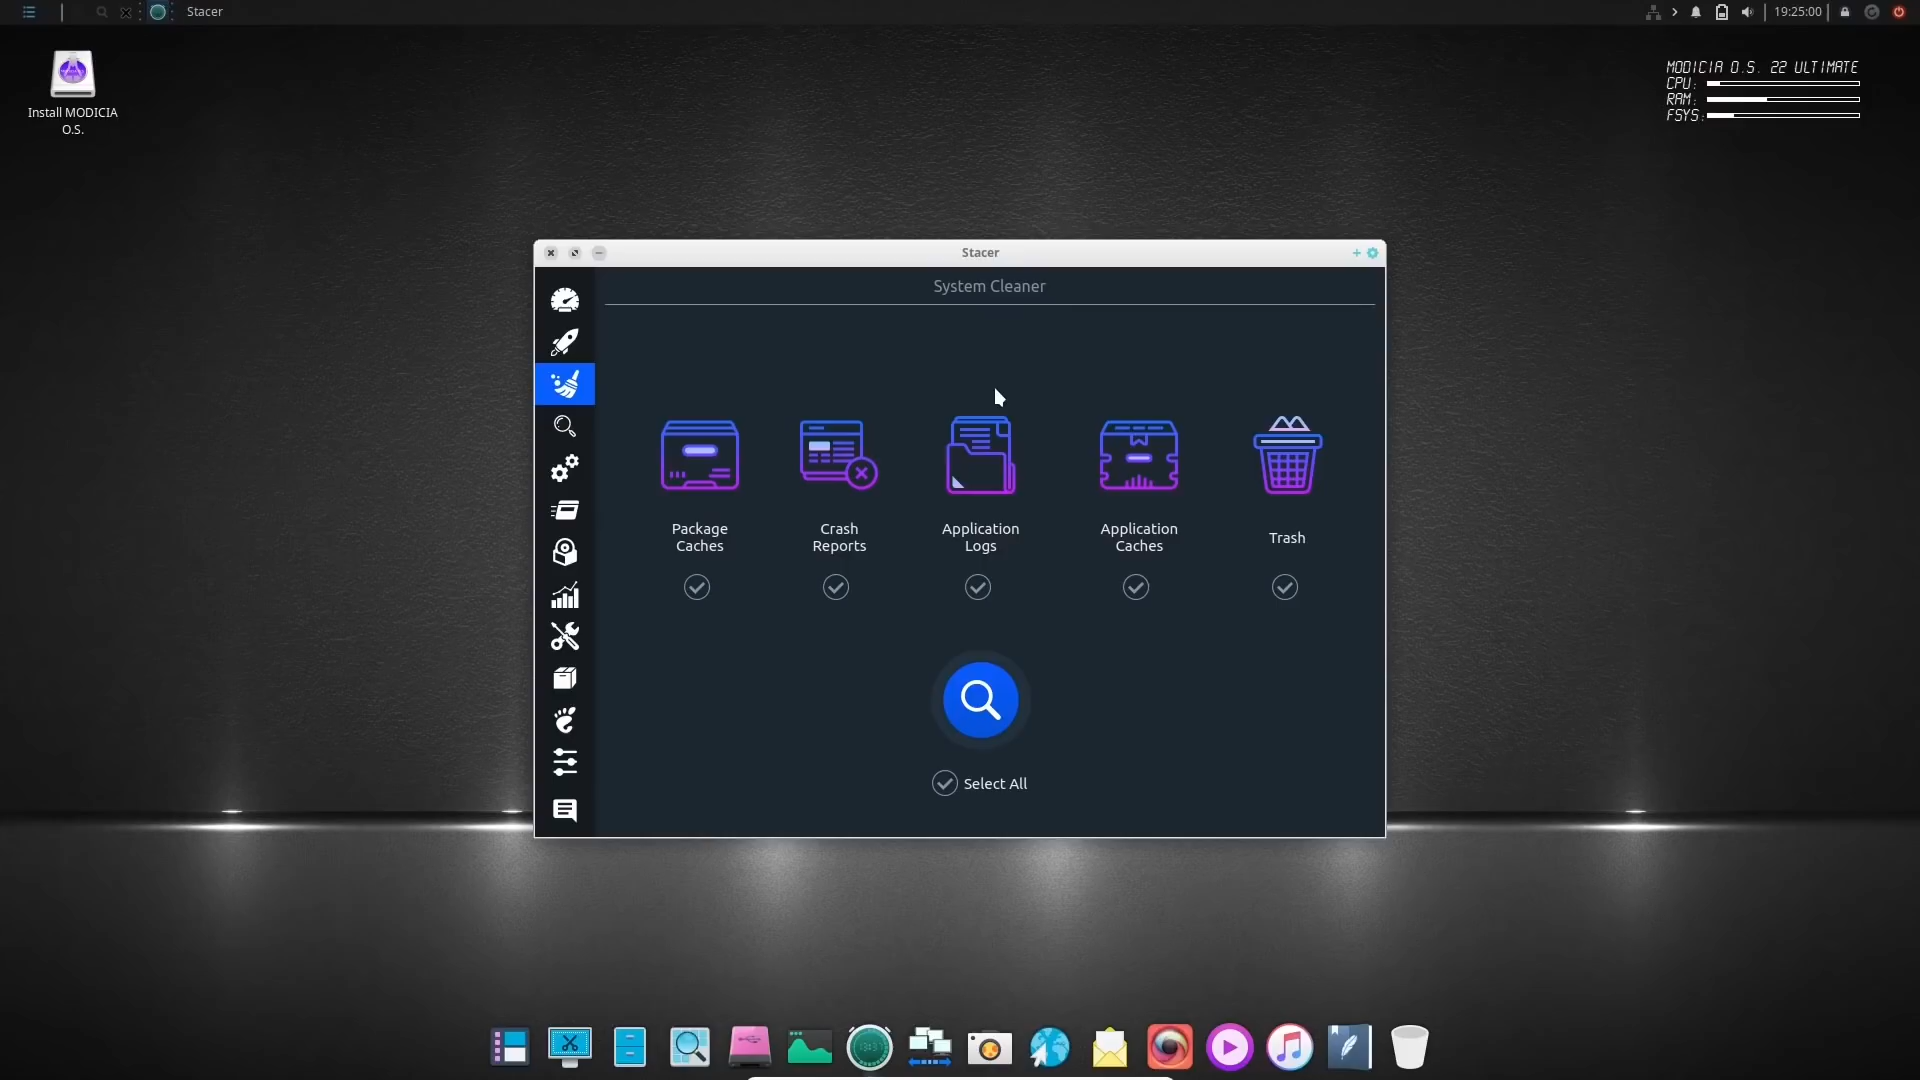 Stacer
19:25:00
Install MODICIA
O.S.
MODICIA O.S. 22 ULTIMATE
CPU:
RAM:
FSYS:
Stacer
System Cleaner
Package
Caches
Crash
Reports
Application
Logs
Application
Caches
Trash
Select All